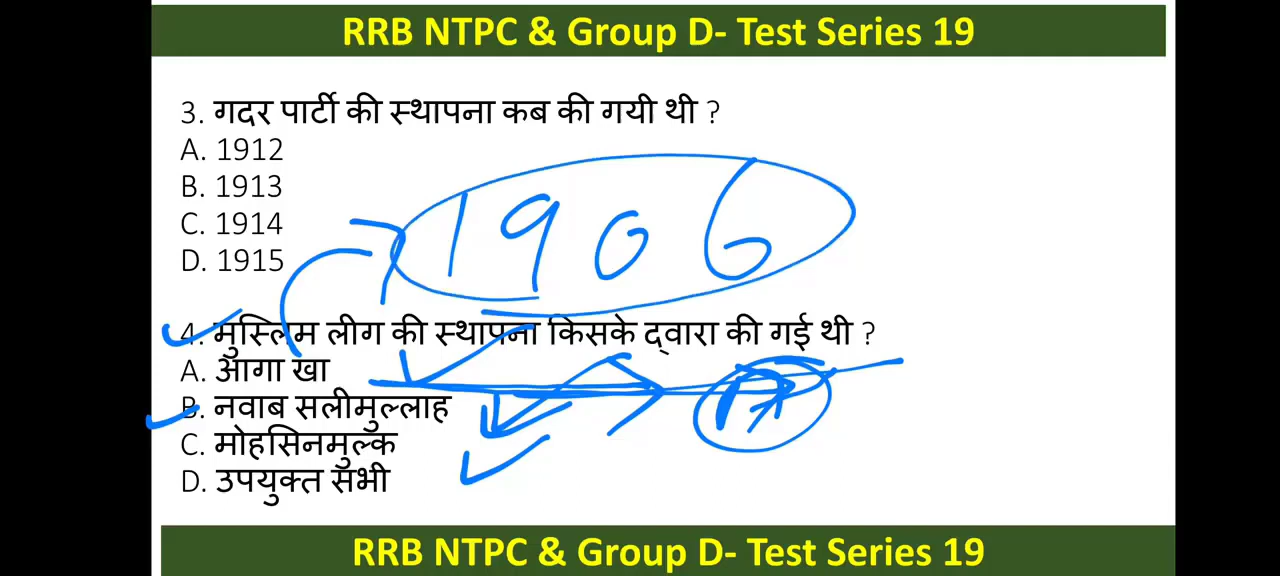 RRB NTPC & Group D- Test Series 19
3. गदर पार्टी की स्थापना कब की गयी थी ?
A. 1912
B. 1913
C. 1914
D. 1915
1906
4. मुस्लिम लीग की स्थापना किसके द्वारा की गई थी ?
A. आगा खा
B. नवाब सलीमुल्लाह
C. मोहसिनमुल्क
D. उपयुक्त सभी
RRB NTPC & Group D- Test Series 19